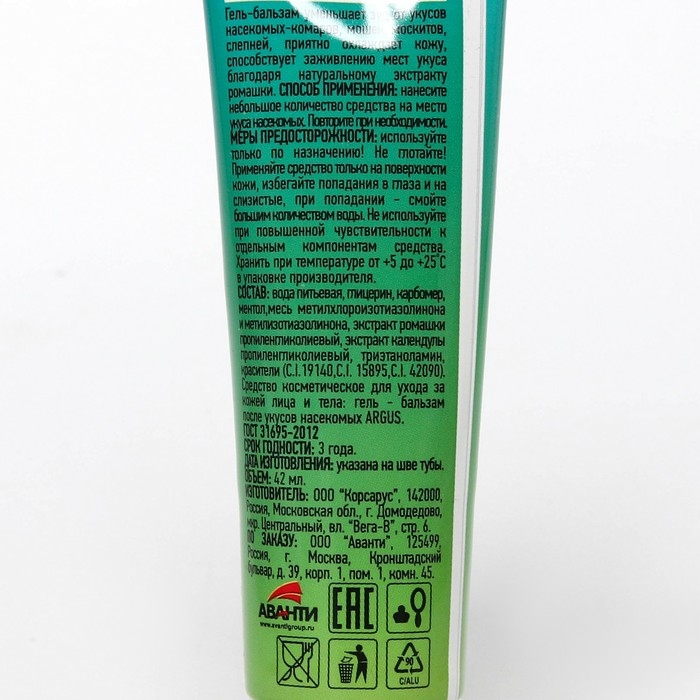 Гель-бальзам уменьшает зуд от укусов
насекомых-комаров, мошек, москитов,
слепней, приятно охлаждает кожу,
способствует заживлению мест укуса
благодаря натуральному экстракту
ромашки. СПОСОБ ПРИМЕНЕНИЯ: нанесите
небольшое количество средства на место
укуса насекомых. Повторите при необходимости.
МЕРЫ ПРЕДОСТОРОЖНОСТИ: используйте
только по назначению! Не глотайте!
Применяйте средство только на поверхности
кожи, избегайте попадания в глаза и на
слизистые, при попадании - смойте
большим количеством воды. Не используйте
при повышенной чувствительности к
отдельным компонентам средства.
Хранить при температуре от +5 до +25°С
в упаковке производителя.
СОСТАВ: вода питьевая, глицерин, карбомер,
ментол,месь метилхлороизотиазолинона
и метилизотиазолинона, экстракт ромашки
пропиленгликолиевый, экстракт календулы
пропиленгликолиевый, триэтаноламин,
красители (C.I.19140,C.I. 15895,C.I. 42090).
Средство косметическое для ухода за
кожей лица и тела: гель - бальзам
после укусов насекомых ARGUS.
ГОСТ 31695-2012
СРОК ГОДНОСТИ: 3 года.
ДАТА ИЗГОТОВЛЕНИЯ: указана на шве тубы.
ОБЪЕМ: 42 мл.
ИЗГОТОВИТЕЛЬ: ООО "Корсарус", 142000,
Россия, Московская обл., г. Домодедово,
мкр. Центральный, вл. "Вега-В", стр. 6.
ПО ЗАКАЗУ: ООО "Аванти", 125499,
Россия, г. Москва, Кронштадский
бульвар, д. 39, корп. 1, пом. 1, комн. 45.
АВАНТИ
www.avantigroup.ru
EAC
90
C/ALU